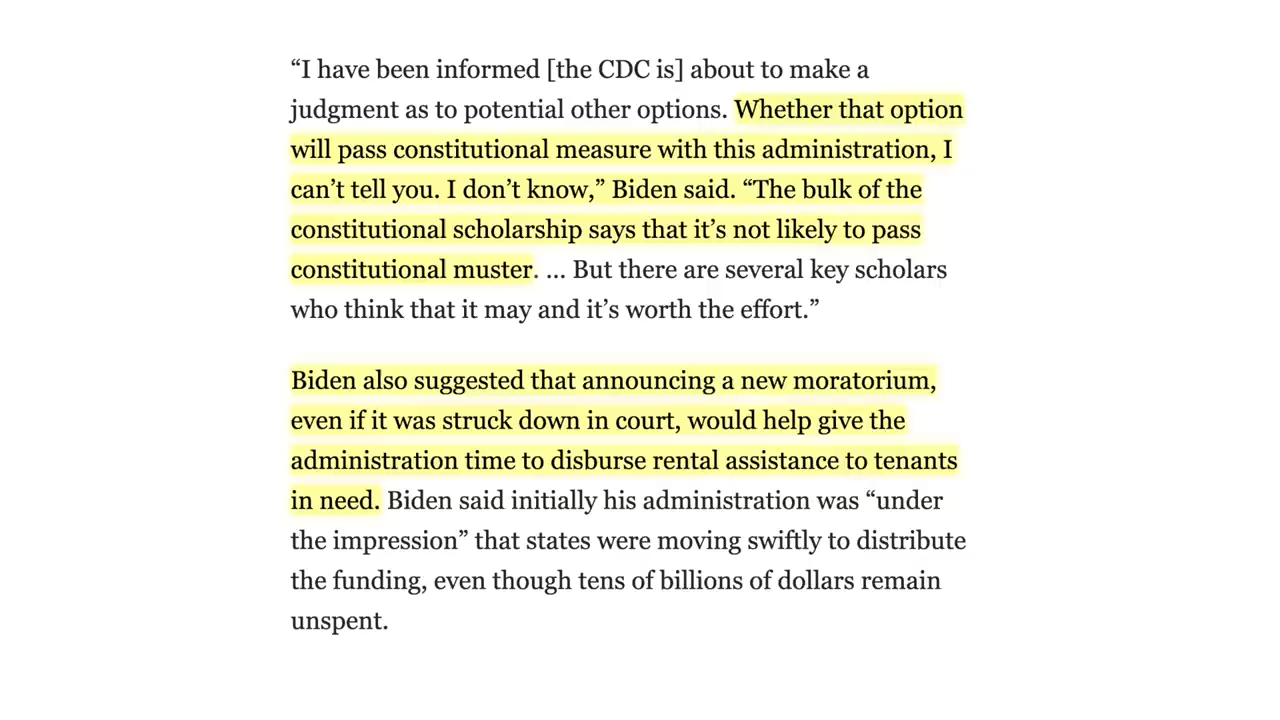 “I have been informed [the CDC is] about to make a
judgment as to potential other options. Whether that option
will pass constitutional measure with this administration, I
can’t tell you. I don’t know,” Biden said. “The bulk of the
constitutional scholarship says that it’s not likely to pass
constitutional muster. ... But there are several key scholars
who think that it may and it’s worth the effort.”
Biden also suggested that announcing a new moratorium,
even if it was struck down in court, would help give the
administration time to disburse rental assistance to tenants
in need. Biden said initially his administration was “under
the impression” that states were moving swiftly to distribute
the funding, even though tens of billions of dollars remain
unspent.